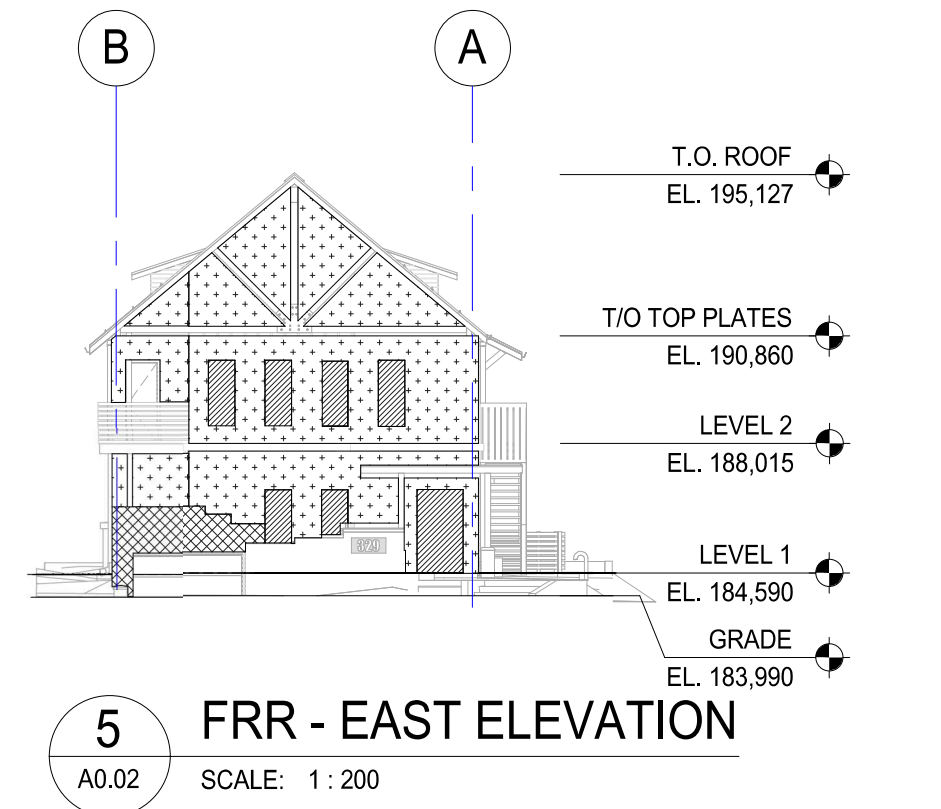 B
A
T.O. ROOF
EL. 195,127
T/O TOP PLATES
EL. 190,860
LEVEL 2
EL. 188,015
329
LEVEL 1
EL. 184,590
GRADE
EL. 183,990
5
A0.02
FRR - EAST ELEVATION
SCALE: 1 : 200